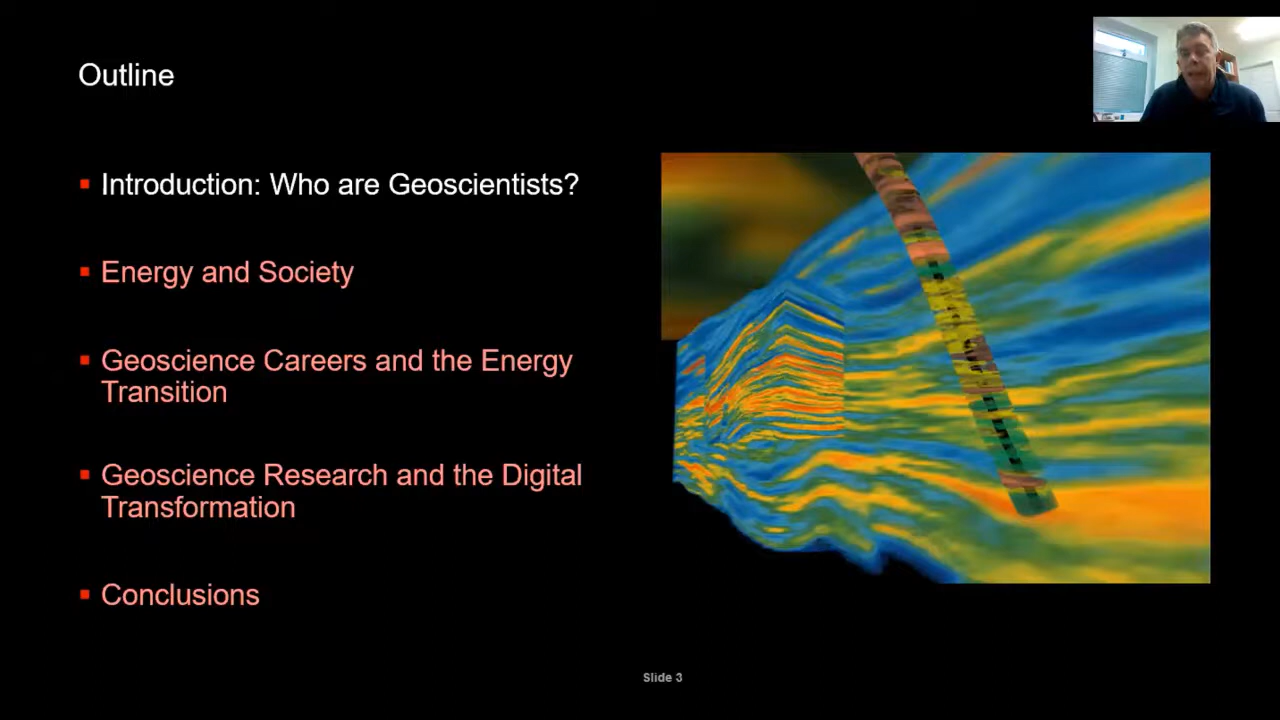 Outline
Introduction: Who are Geoscientists?
Energy and Society
Geoscience Careers and the Energy
Transition
Geoscience Research and the Digital
Transformation
Conclusions
Slide 3